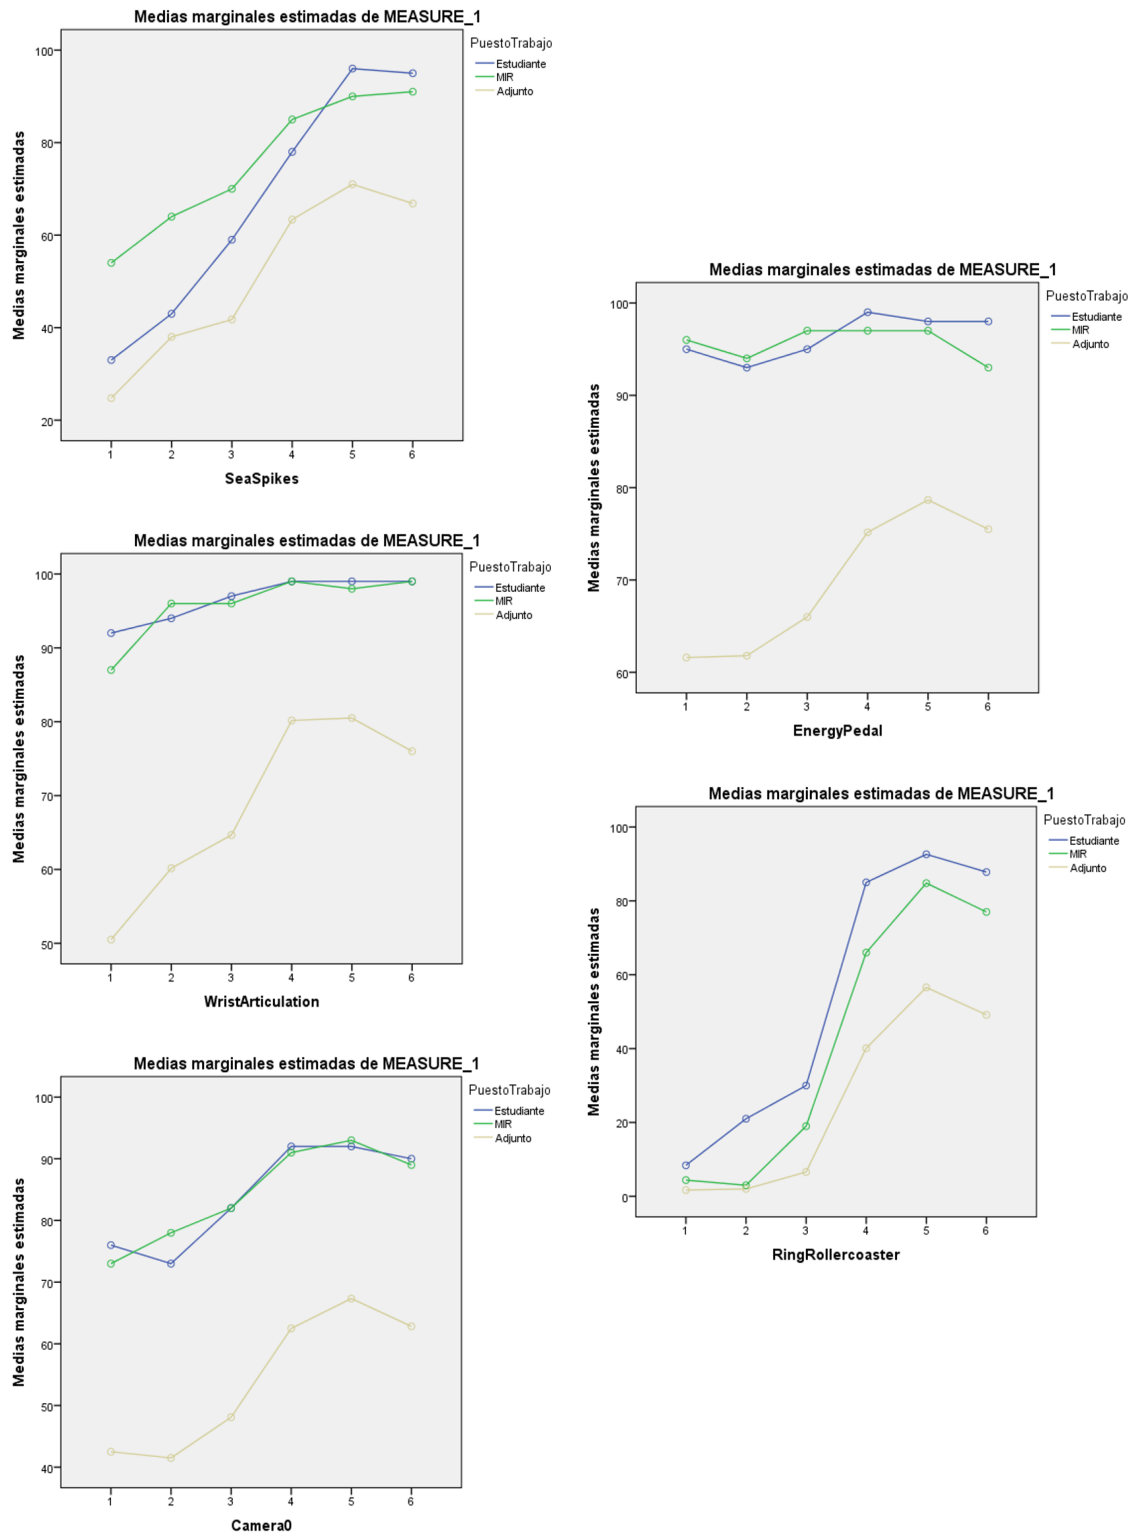 Medias marginales estimadas de MEASURE_1
PuestoTrabajo
Estudiante
MIR
Adjunto
Medias marginales estimadas
100
80
60
40
20
1 2 3 4 5 6
SeaSpikes
Medias marginales estimadas de MEASURE_1
PuestoTrabajo
Estudiante
MIR
Adjunto
Medias marginales estimadas
100
90
80
70
60
1 2 3 4 5 6
EnergyPedal
Medias marginales estimadas de MEASURE_1
PuestoTrabajo
Estudiante
MIR
Adjunto
Medias marginales estimadas
100
90
80
70
60
50
1 2 3 4 5 6
WristArticulation
Medias marginales estimadas de MEASURE_1
PuestoTrabajo
Estudiante
MIR
Adjunto
Medias marginales estimadas
100
80
60
40
20
0
1 2 3 4 5 6
RingRollercoaster
Medias marginales estimadas de MEASURE_1
PuestoTrabajo
Estudiante
MIR
Adjunto
Medias marginales estimadas
100
90
80
70
60
50
40
1 2 3 4 5 6
Camera0